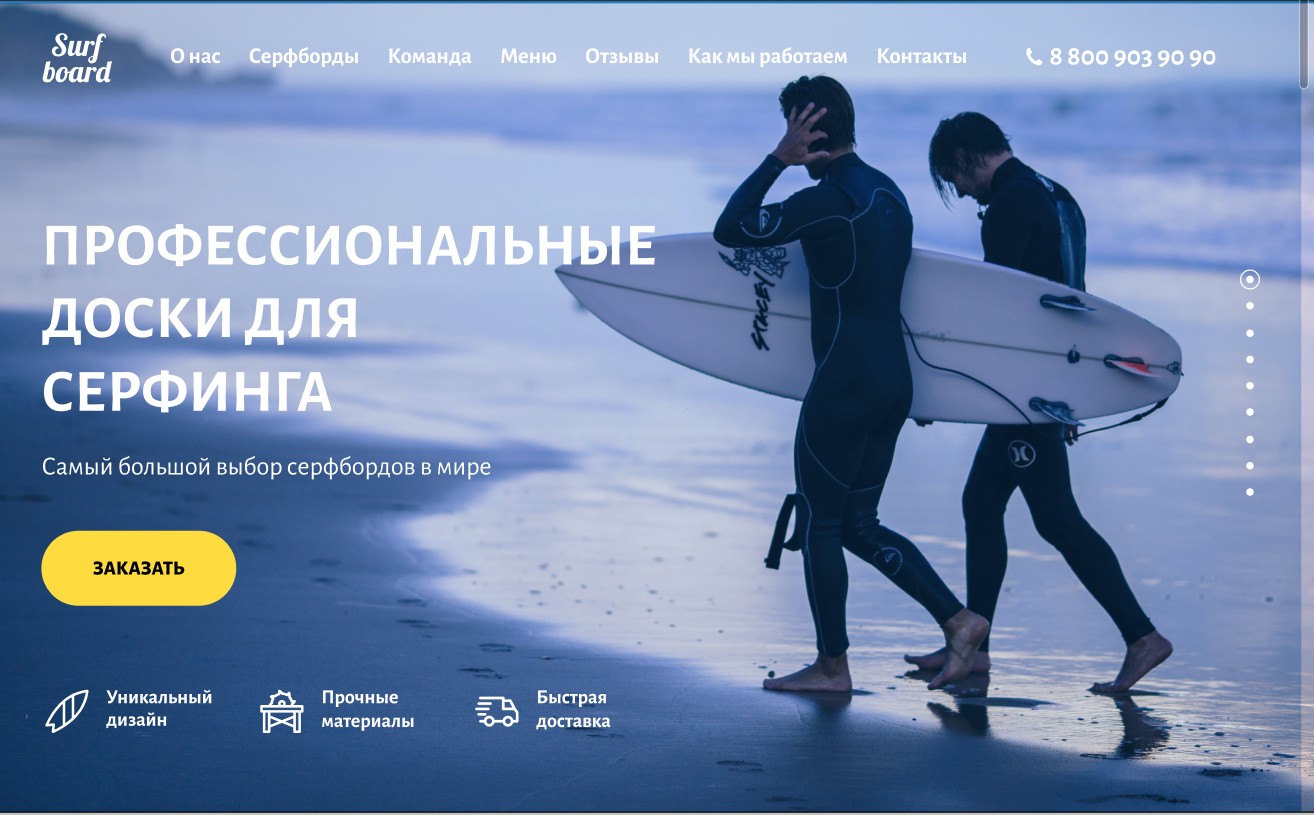 Surf
board
О нас Серфборды Команда Меню Отзывы Как мы работаем Контакты 8 800 903 90 90
ПРОФЕССИОНАЛЬНЫЕ
ДОСКИ ДЛЯ
СЕРФИНГА
STACEY
Самый большой выбор серфбордов в мире
ЗАКАЗАТЬ
Уникальный
дизайн
Прочные
материалы
Быстрая
доставка